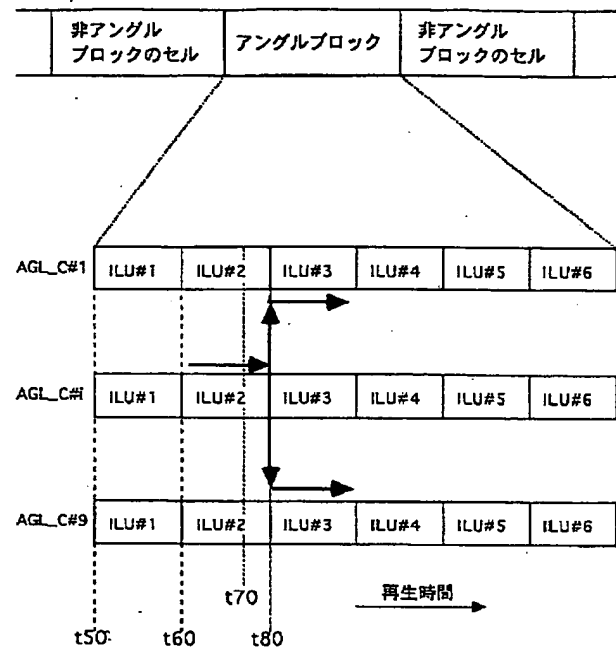 非アングル
ブロックのセル
アングルブロック
非アングル
ブロックのセル
AGL_C#1
ILU#1
ILU#2
ILU#3
ILU#4
ILU#5
ILU#6
AGL_C#i
ILU#1
ILU#2
ILU#3
ILU#4
ILU#5
ILU#6
AGL_C#9
ILU#1
ILU#2
ILU#3
ILU#4
ILU#5
ILU#6
t70
再生時間
t50
t60
t80